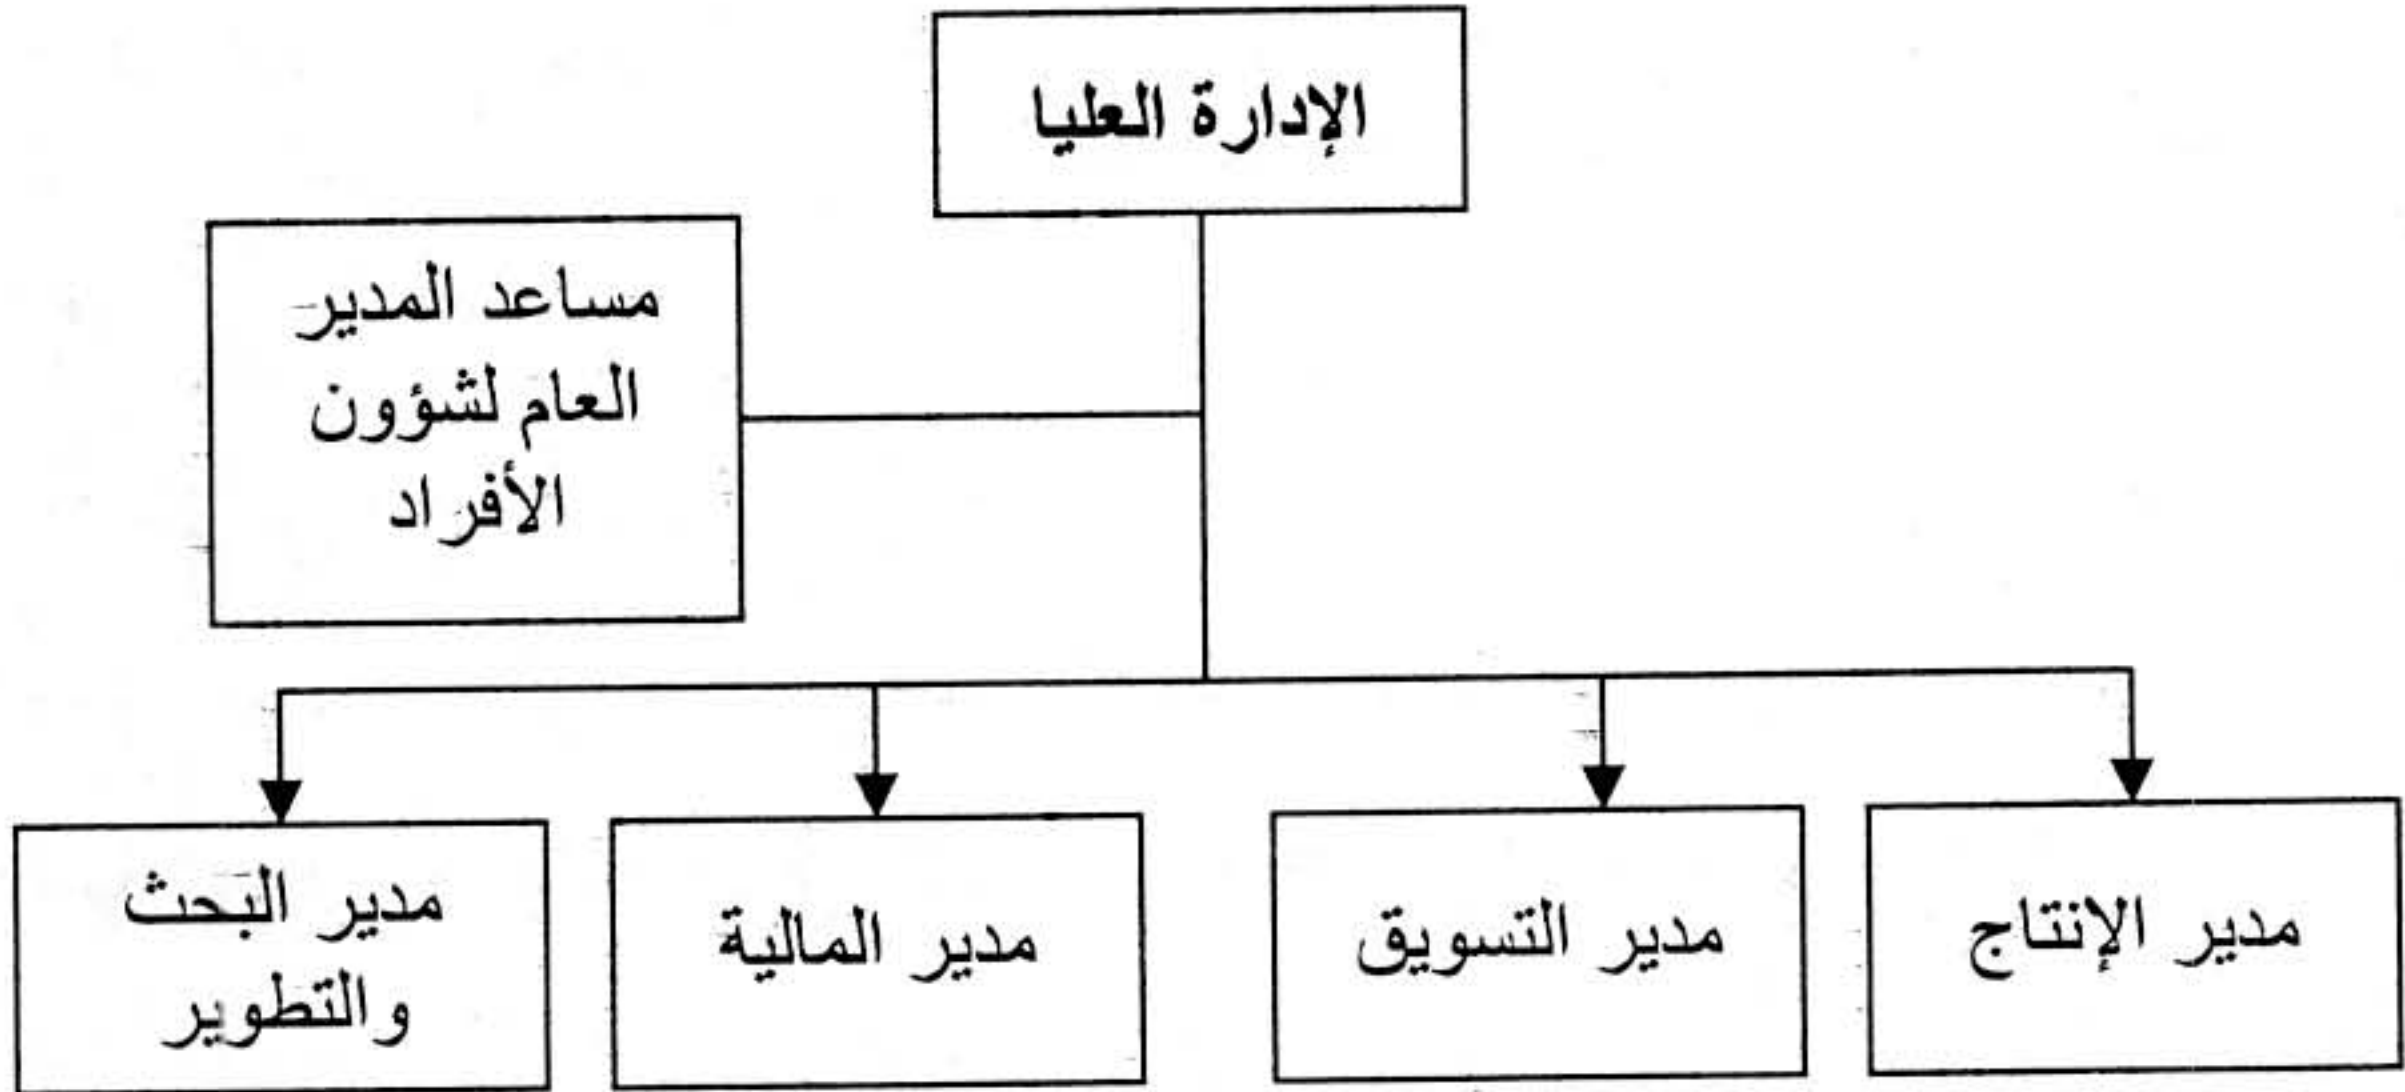 الإدارة العليا
مساعد المدير
العام لشؤون
الأفراد
مدير الإنتاج
مدير التسويق
مدير المالية
مدير البحث
والتطوير